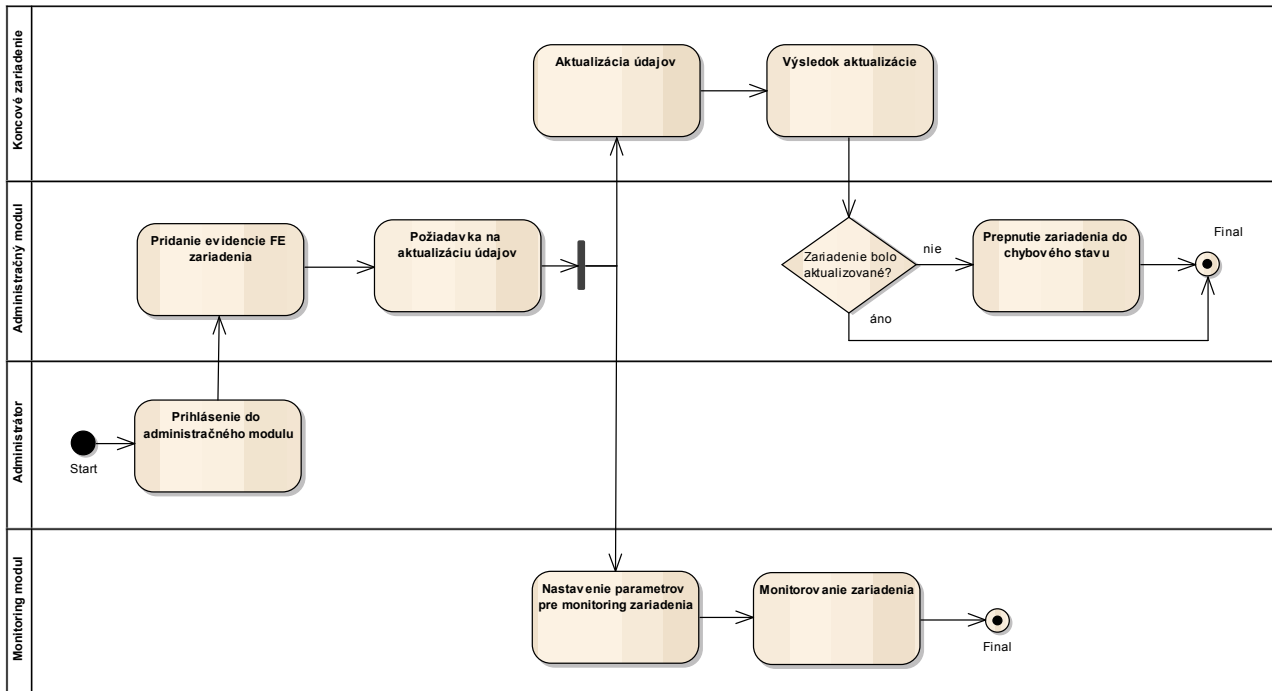 Koncové zariadenie
Aktualizácia údajov
Výsledok aktualizácie
Administračný modul
Pridanie evidencie FE
zariadenia
Požiadavka na
aktualizáciu údajov
Zariadenie bolo
aktualizované?
nie
áno
Prepnutie zariadenia do
chybového stavu
Final
Administrátor
Start
Prihlásenie do
administračného modulu
Monitoring modul
Nastavenie parametrov
pre monitoring zariadenia
Monitorovanie zariadenia
Final